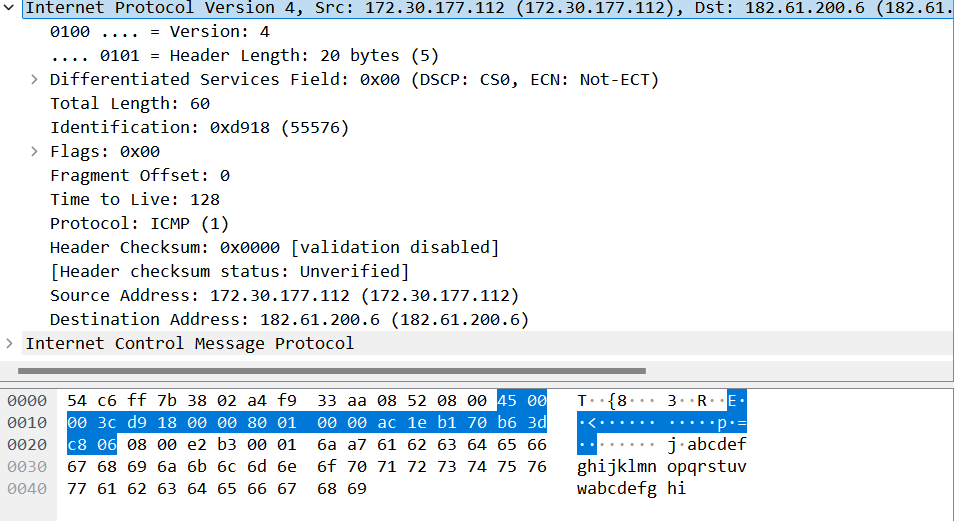 Internet Protocol Version 4, Src: 172.30.177.112 (172.30.177.112), Dst: 182.61.200.6 (182.61.
0100 .... = Version: 4
.... 0101 = Header Length: 20 bytes (5)
Differentiated Services Field: 0x00 (DSCP: CS0, ECN: Not-ECT)
Total Length: 60
Identification: 0xd918 (55576)
Flags: 0x00
Fragment Offset: 0
Time to Live: 128
Protocol: ICMP (1)
Header Checksum: 0x0000 [validation disabled]
[Header checksum status: Unverified]
Source Address: 172.30.177.112 (172.30.177.112)
Destination Address: 182.61.200.6 (182.61.200.6)
Internet Control Message Protocol
0000 54 c6 ff 7b 38 02 a4 f9 33 aa 08 52 08 00 45 00 T··{8··· 3··R··E·
0010 00 3c d9 18 00 00 80 01 00 00 ac 1e b1 70 b6 3d ·<······ ·····p·=
0020 c8 06 08 00 e2 b3 00 01 6a a7 61 62 63 64 65 66 ········ j·abcdef
0030 67 68 69 6a 6b 6c 6d 6e 6f 70 71 72 73 74 75 76 ghijklmn opqrstuv
0040 77 61 62 63 64 65 66 67 68 69 wabcdefg hi